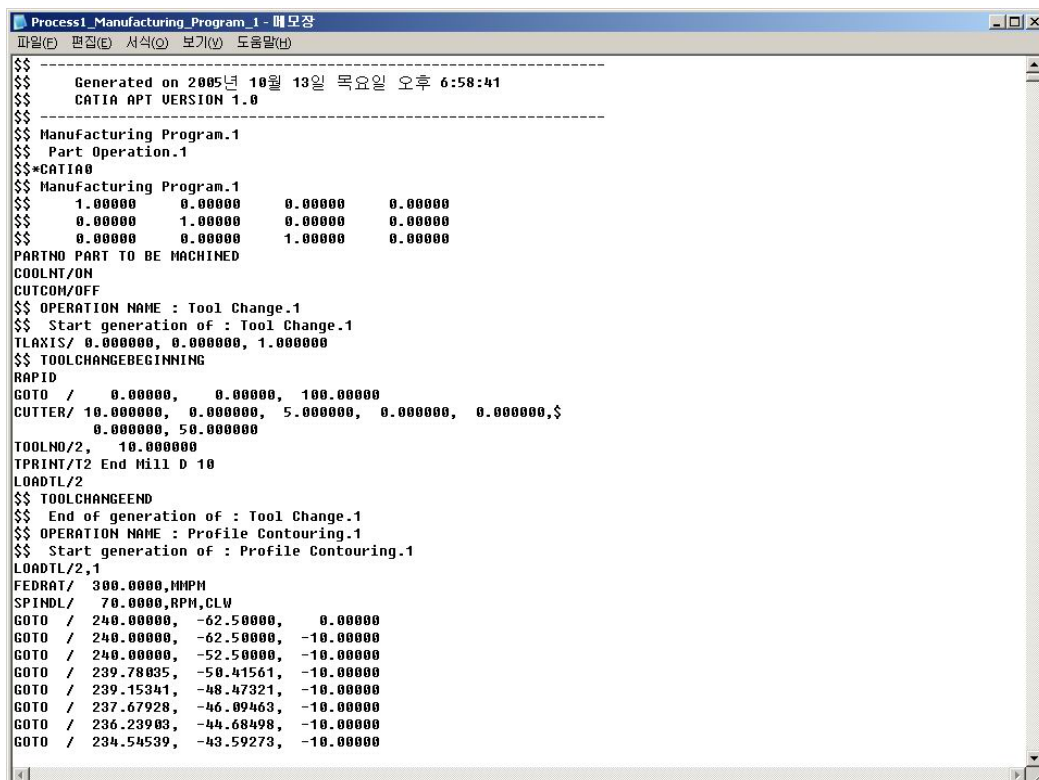 Process1_Manufacturing_Program_1 - 메모장
파일(F) 편집(E) 서식(O) 보기(V) 도움말(H)
$$ -----------------------------------------------------------------
$$      Generated on 2005년 10월 13일 목요일 오후 6:58:41
$$      CATIA APT VERSION 1.0
$$ -----------------------------------------------------------------
$$ Manufacturing Program.1
$$  Part Operation.1
$$*CATIA0
$$ Manufacturing Program.1
$$      1.00000     0.00000      0.00000      0.00000
$$      0.00000     1.00000      0.00000      0.00000
$$      0.00000     0.00000      1.00000      0.00000
PARTNO PART TO BE MACHINED
COOLNT/ON
CUTCOM/OFF
$$ OPERATION NAME : Tool Change.1
$$  Start generation of : Tool Change.1
TLAXIS/ 0.000000, 0.000000, 1.000000
$$ TOOLCHANGEBEGINNING
RAPID
GOTO  /    0.00000,    0.00000,  100.00000
CUTTER/ 10.000000,  0.000000,  5.000000,  0.000000,  0.000000,$
         0.000000, 50.000000
TOOLNO/2,   10.000000
TPRINT/T2 End Mill D 10
LOADTL/2
$$ TOOLCHANGEEND
$$  End of generation of : Tool Change.1
$$ OPERATION NAME : Profile Contouring.1
$$  Start generation of : Profile Contouring.1
LOADTL/2,1
FEDRAT/  300.0000,MMPM
SPINDL/   70.0000,RPM,CLW
GOTO  /  240.00000,  -62.50000,    0.00000
GOTO  /  240.00000,  -62.50000,  -10.00000
GOTO  /  240.00000,  -52.50000,  -10.00000
GOTO  /  239.78035,  -50.41561,  -10.00000
GOTO  /  239.15341,  -48.47321,  -10.00000
GOTO  /  237.67928,  -46.09463,  -10.00000
GOTO  /  236.23903,  -44.68498,  -10.00000
GOTO  /  234.54539,  -43.59273,  -10.00000